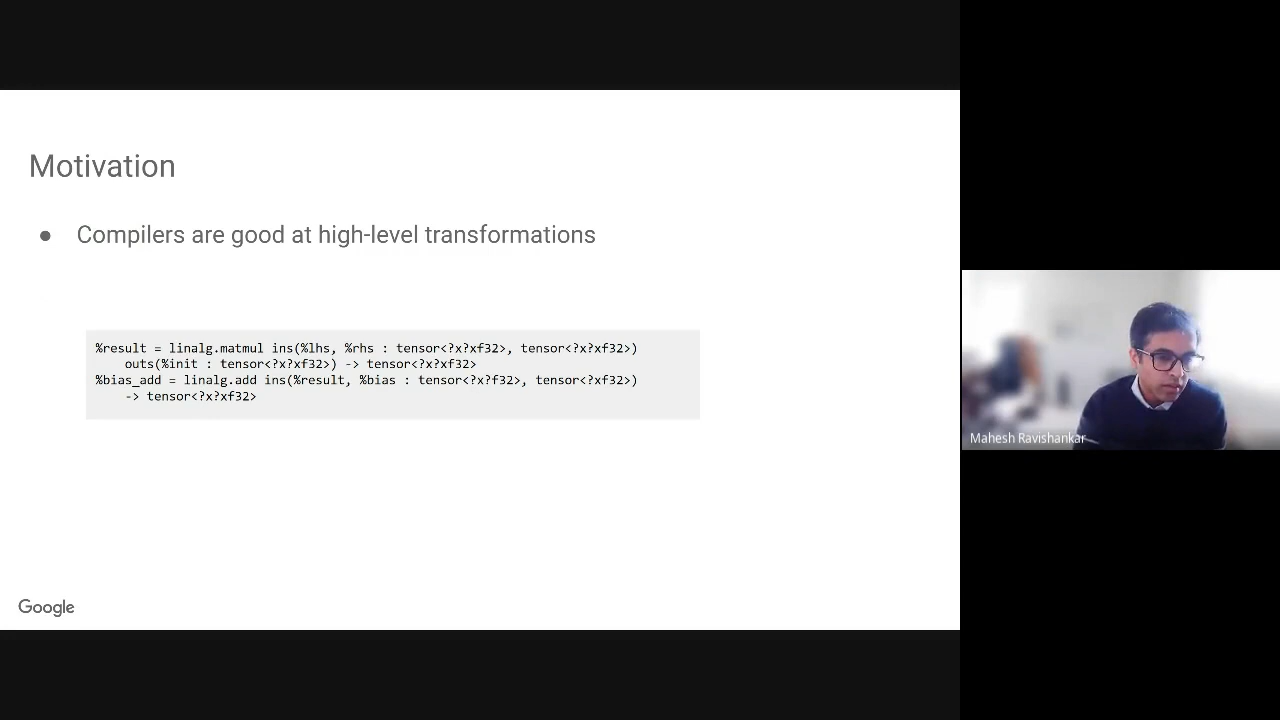 Motivation
● Compilers are good at high-level transformations
%result = linalg.matmul ins(%lhs, %rhs : tensor<?x?xf32>, tensor<?x?xf32>)
outs(%init : tensor<?x?xf32>) -> tensor<?x?xf32>
%bias_add = linalg.add ins(%result, %bias : tensor<?x?f32>, tensor<?xf32>)
-> tensor<?x?xf32>
Google
Mahesh Ravishankar